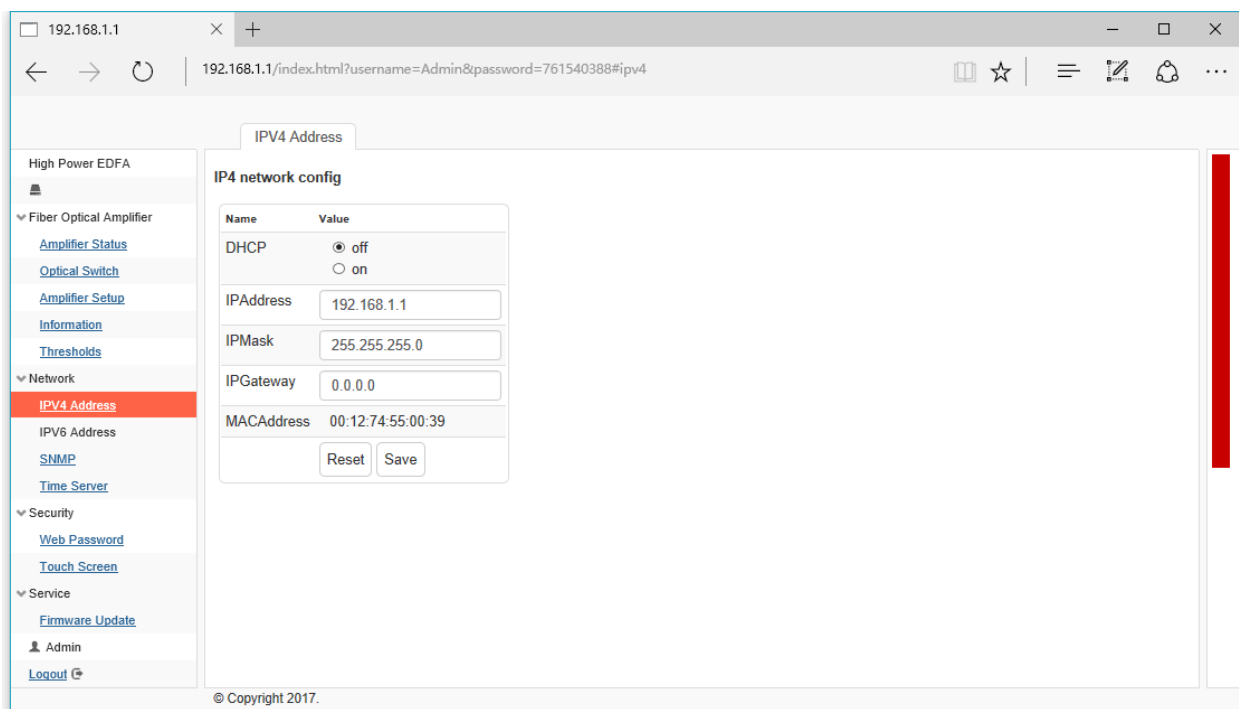 192.168.1.1
192.168.1.1/index.html?username=Admin&password=761540388#ipv4
IPV4 Address
High Power EDFA
Fiber Optical Amplifier
Amplifier Status
Optical Switch
Amplifier Setup
Information
Thresholds
Network
IPV4 Address
IPV6 Address
SNMP
Time Server
Security
Web Password
Touch Screen
Service
Firmware Update
Admin
Logout
IP4 network config
Name Value
DHCP off
on
IPAddress 192.168.1.1
IPMask 255.255.255.0
IPGateway 0.0.0.0
MACAddress 00:12:74:55:00:39
Reset Save
© Copyright 2017.